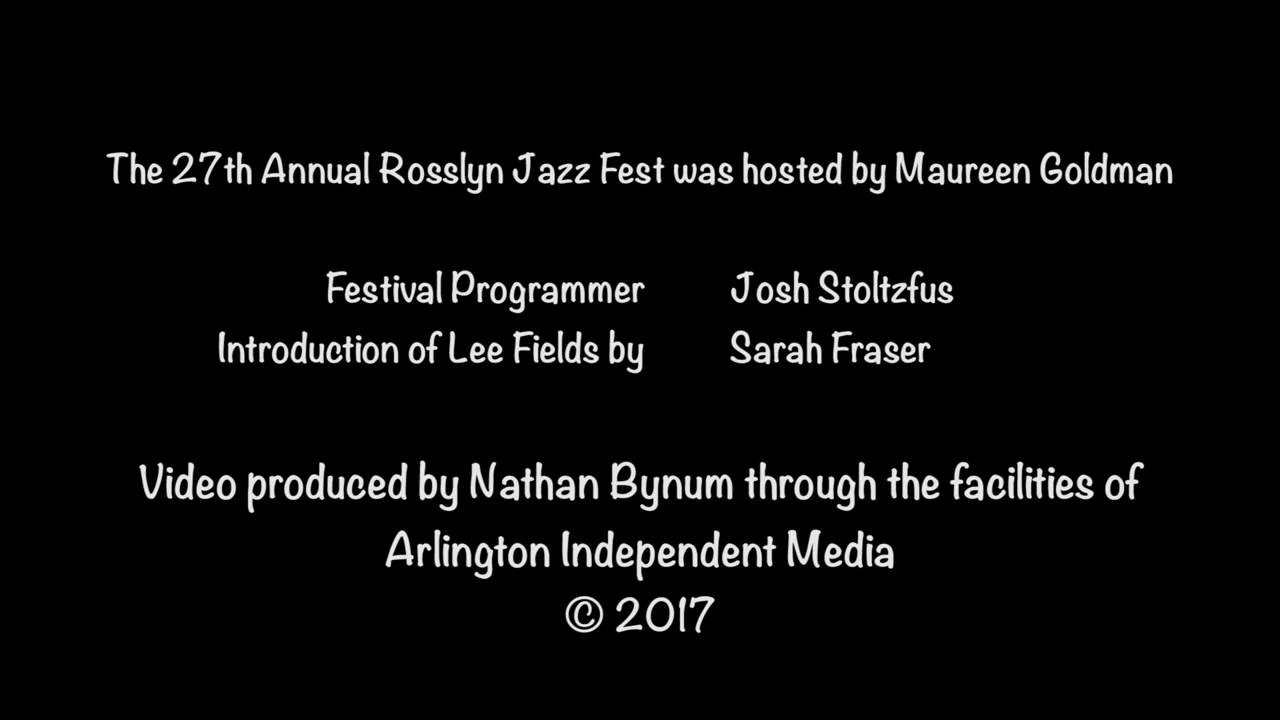 The 27th Annual Rosslyn Jazz Fest was hosted by Maureen Goldman
Festival Programmer Josh Stoltzfus
Introduction of Lee Fields by Sarah Fraser
Video produced by Nathan Bynum through the facilities of
Arlington Independent Media
© 2017